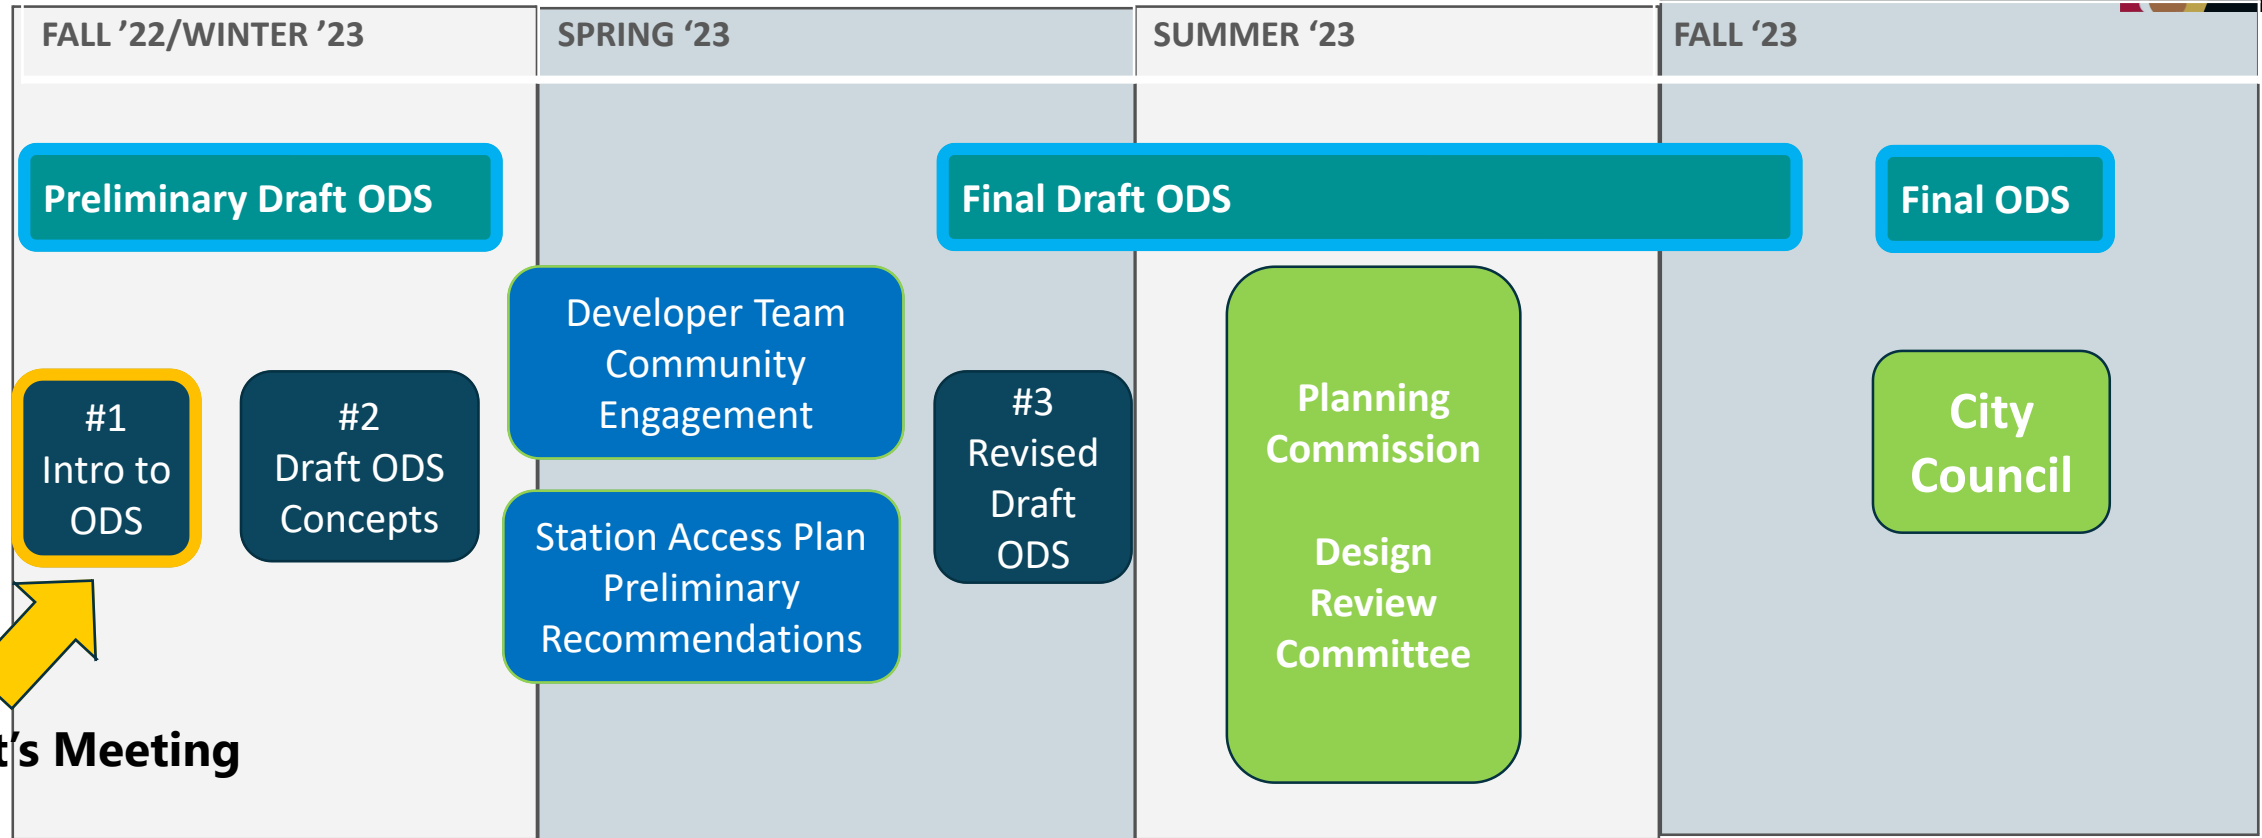 FALL ’22/WINTER ’23
SPRING ‘23
SUMMER ‘23
FALL ‘23
Preliminary Draft ODS
Final Draft ODS
Final ODS
#1
Intro to
ODS
#2
Draft ODS
Concepts
Developer Team
Community
Engagement
Station Access Plan
Preliminary
Recommendations
#3
Revised
Draft
ODS
Planning
Commission
Design
Review
Committee
City
Council
t’s Meeting